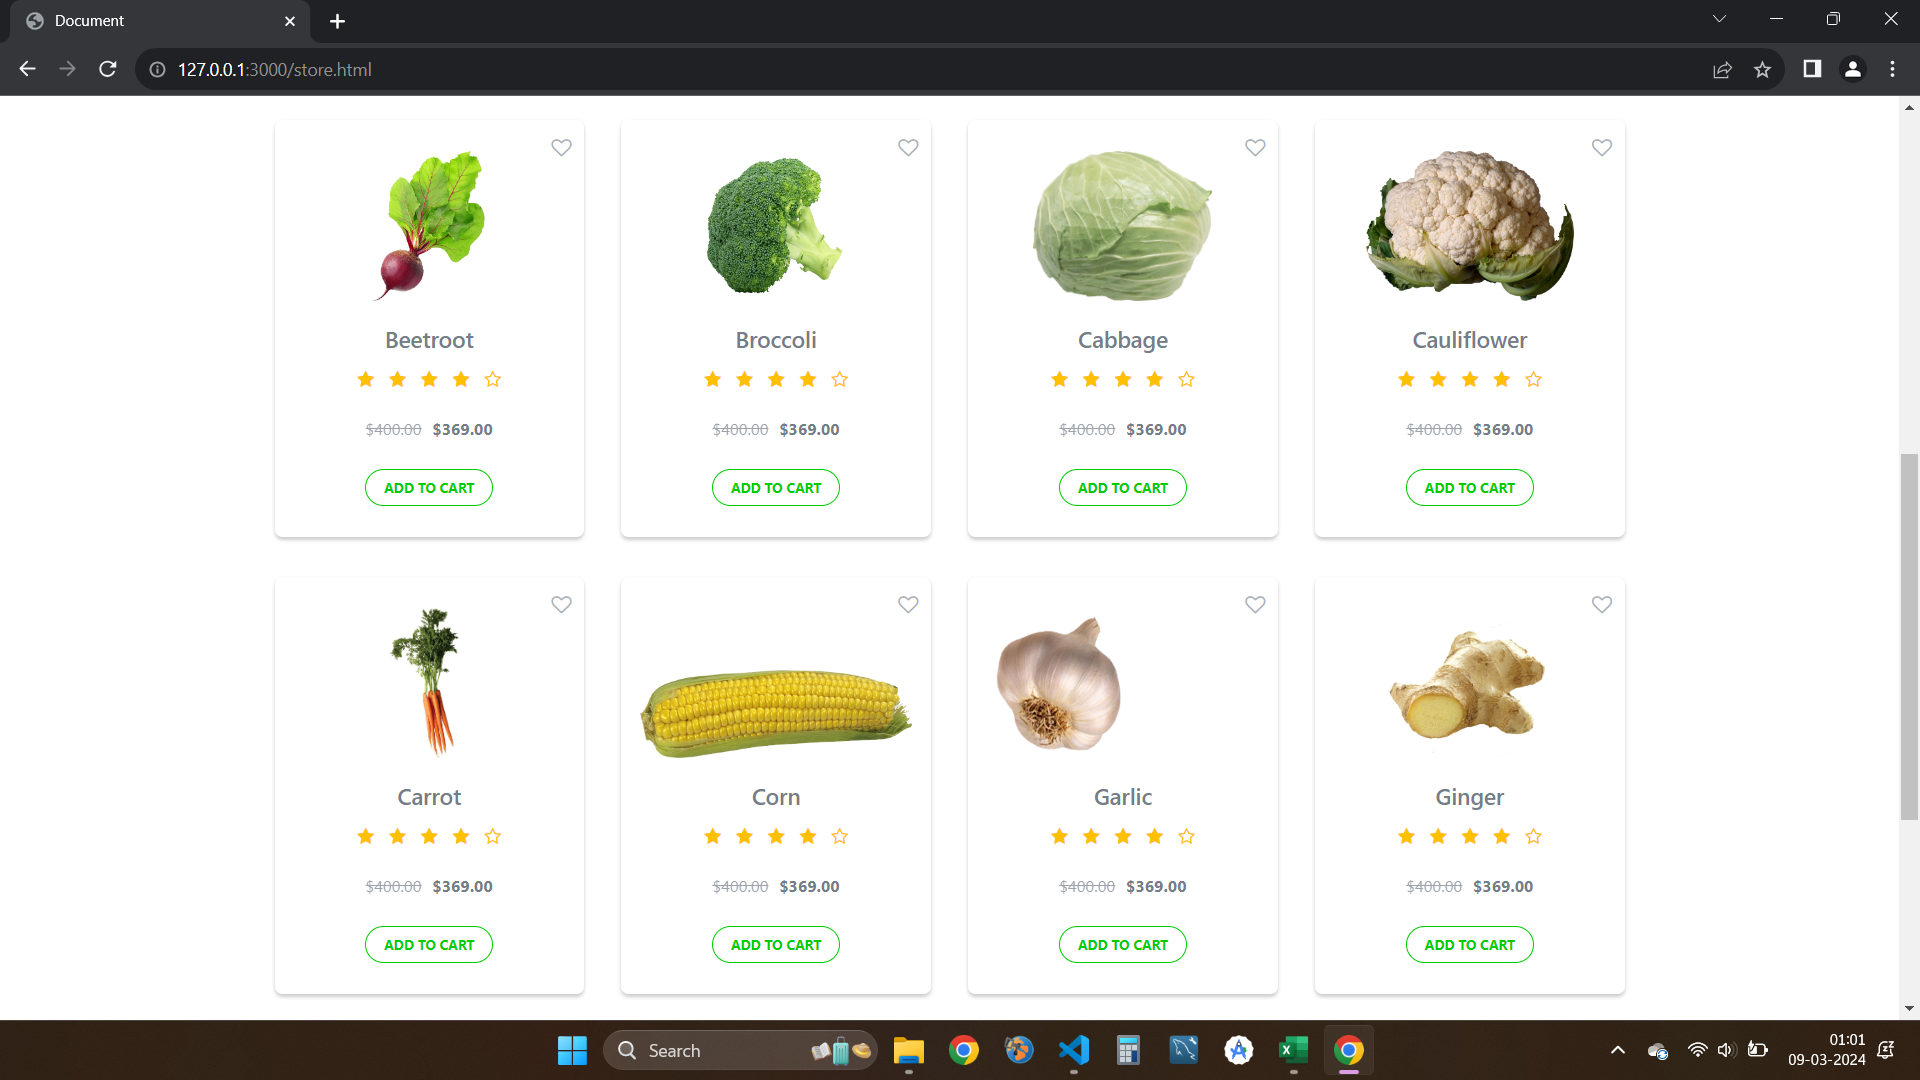 Document
127.0.0.1:3000/store.html
Beetroot Broccoli Cabbage Cauliflower
$400.00 $369.00 $400.00 $369.00 $400.00 $369.00 $400.00 $369.00
ADD TO CART ADD TO CART ADD TO CART ADD TO CART
Carrot Corn Garlic Ginger
$400.00 $369.00 $400.00 $369.00 $400.00 $369.00 $400.00 $369.00
ADD TO CART ADD TO CART ADD TO CART ADD TO CART
Search
01:01
09-03-2024